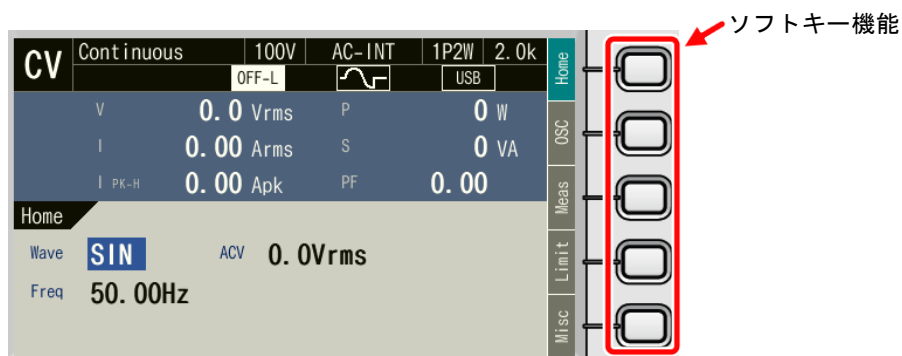 ソフトキー機能
CV Continuous 100V AC-INT 1P2W 2.0k
OFF-L USB
V 0.0 Vrms P 0 W
I 0.00 Arms S 0 VA
I PK-H 0.00 Apk PF 0.00
Home
Wave SIN ACV 0.0Vrms
Freq 50.00Hz
Home
OSC
Meas
Limit
Misc